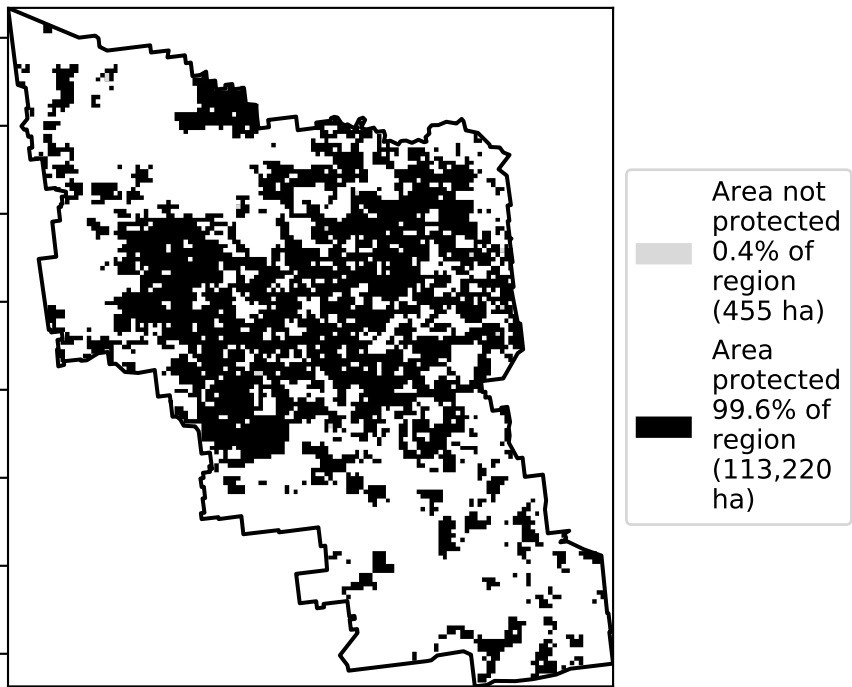 Area not
protected
0.4% of
region
(455 ha)
Area
protected
99.6% of
region
(113,220
ha)